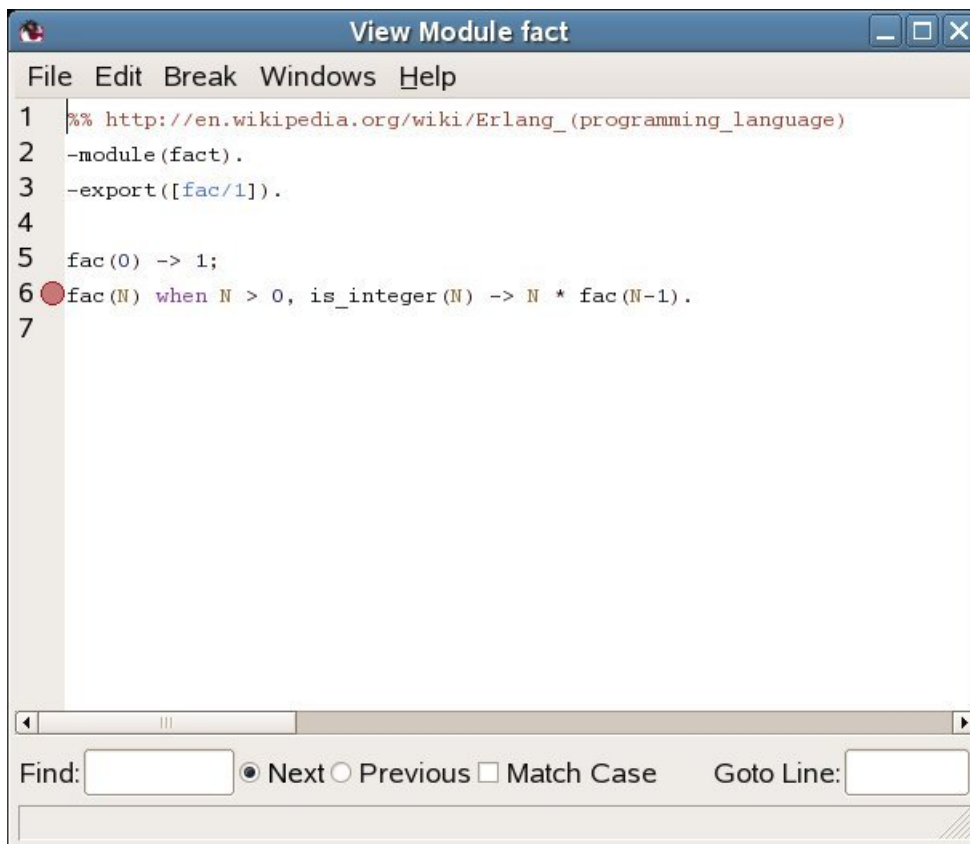 View Module fact
File Edit Break Windows Help
1 %% http://en.wikipedia.org/wiki/Erlang_(programming_language)
2 -module(fact).
3 -export([fac/1]).
4
5 fac(0) -> 1;
6 fac(N) when N > 0, is_integer(N) -> N * fac(N-1).
7
Find: Next Previous Match Case Goto Line: